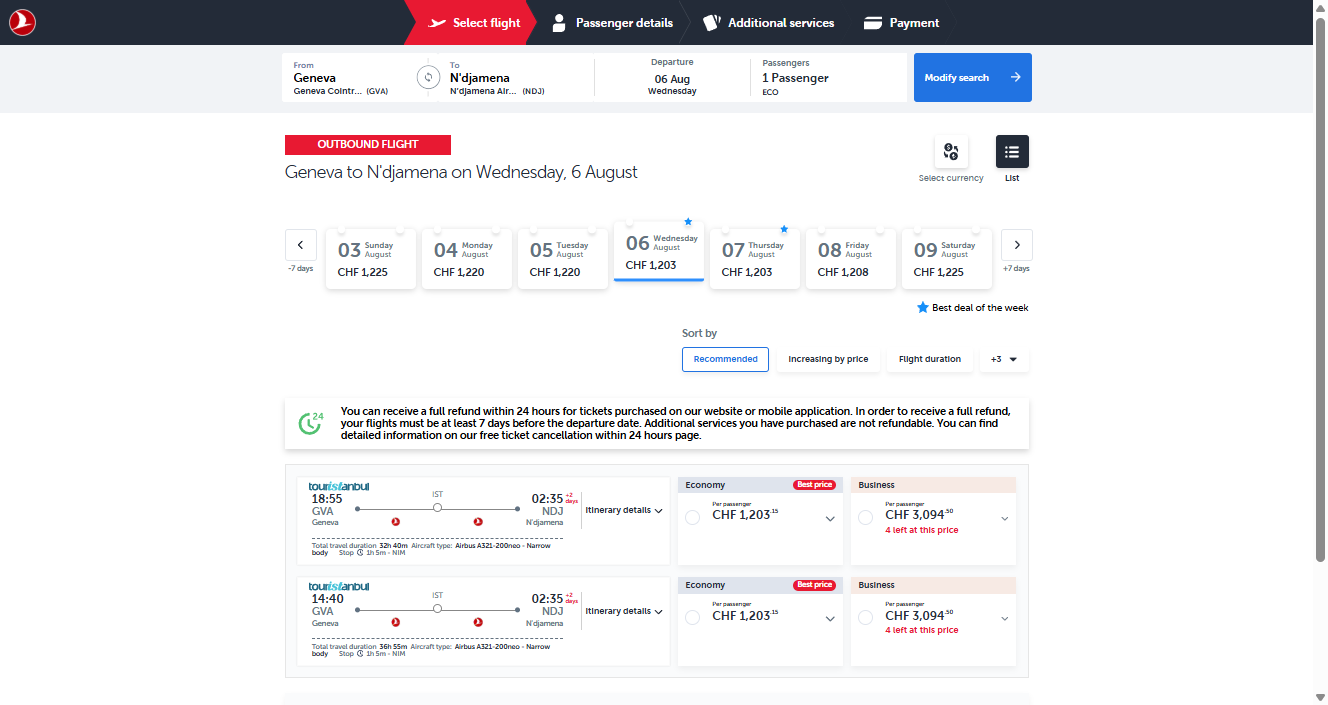 Select flight
Passenger details
Additional services
Payment
From
Geneva
Geneva Cointr... (GVA)
To
N'djamena
N'djamena Air... (NDJ)
Departure
06 Aug
Wednesday
Passengers
1 Passenger
ECO
Modify search
OUTBOUND FLIGHT
Geneva to N'djamena on Wednesday, 6 August
Select currency
List
-7 days
03 Sunday August
CHF 1,225
04 Monday August
CHF 1,220
05 Tuesday August
CHF 1,220
06 Wednesday August
CHF 1,203
07 Thursday August
CHF 1,203
08 Friday August
CHF 1,208
09 Saturday August
CHF 1,225
+7 days
Best deal of the week
Sort by
Recommended
Increasing by price
Flight duration
+3
24
You can receive a full refund within 24 hours for tickets purchased on our website or mobile application. In order to receive a full refund,
your flights must be at least 7 days before the departure date. Additional services you have purchased are not refundable. You can find
detailed information on our free ticket cancellation within 24 hours page.
touristanbul
18:55
GVA
Geneva
IST
02:35 +2 days
NDJ
N'djamena
Itinerary details
Total travel duration 32h 40m Aircraft type: Airbus A321-200neo - Narrow
body Stop 1h 5m - NIM
Economy
Best price
Per passenger
CHF 1,203.15
Business
Per passenger
CHF 3,094.50
4 left at this price
touristanbul
14:40
GVA
Geneva
IST
02:35 +2 days
NDJ
N'djamena
Itinerary details
Total travel duration 36h 55m Aircraft type: Airbus A321-200neo - Narrow
body Stop 1h 5m - NIM
Economy
Best price
Per passenger
CHF 1,203.15
Business
Per passenger
CHF 3,094.50
4 left at this price